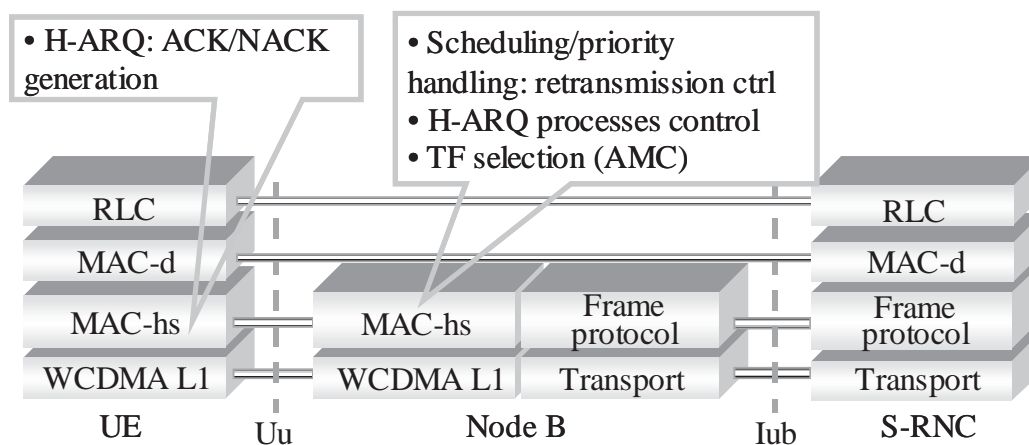 • H-ARQ: ACK/NACK
generation
• Scheduling/priority
handling: retransmission ctrl
• H-ARQ processes control
• TF selection (AMC)
RLC
RLC
MAC-d
MAC-d
MAC-hs
MAC-hs
Frame
protocol
Frame
protocol
WCDMA L1
WCDMA L1
Transport
Transport
UE
Uu
Node B
Iub
S-RNC